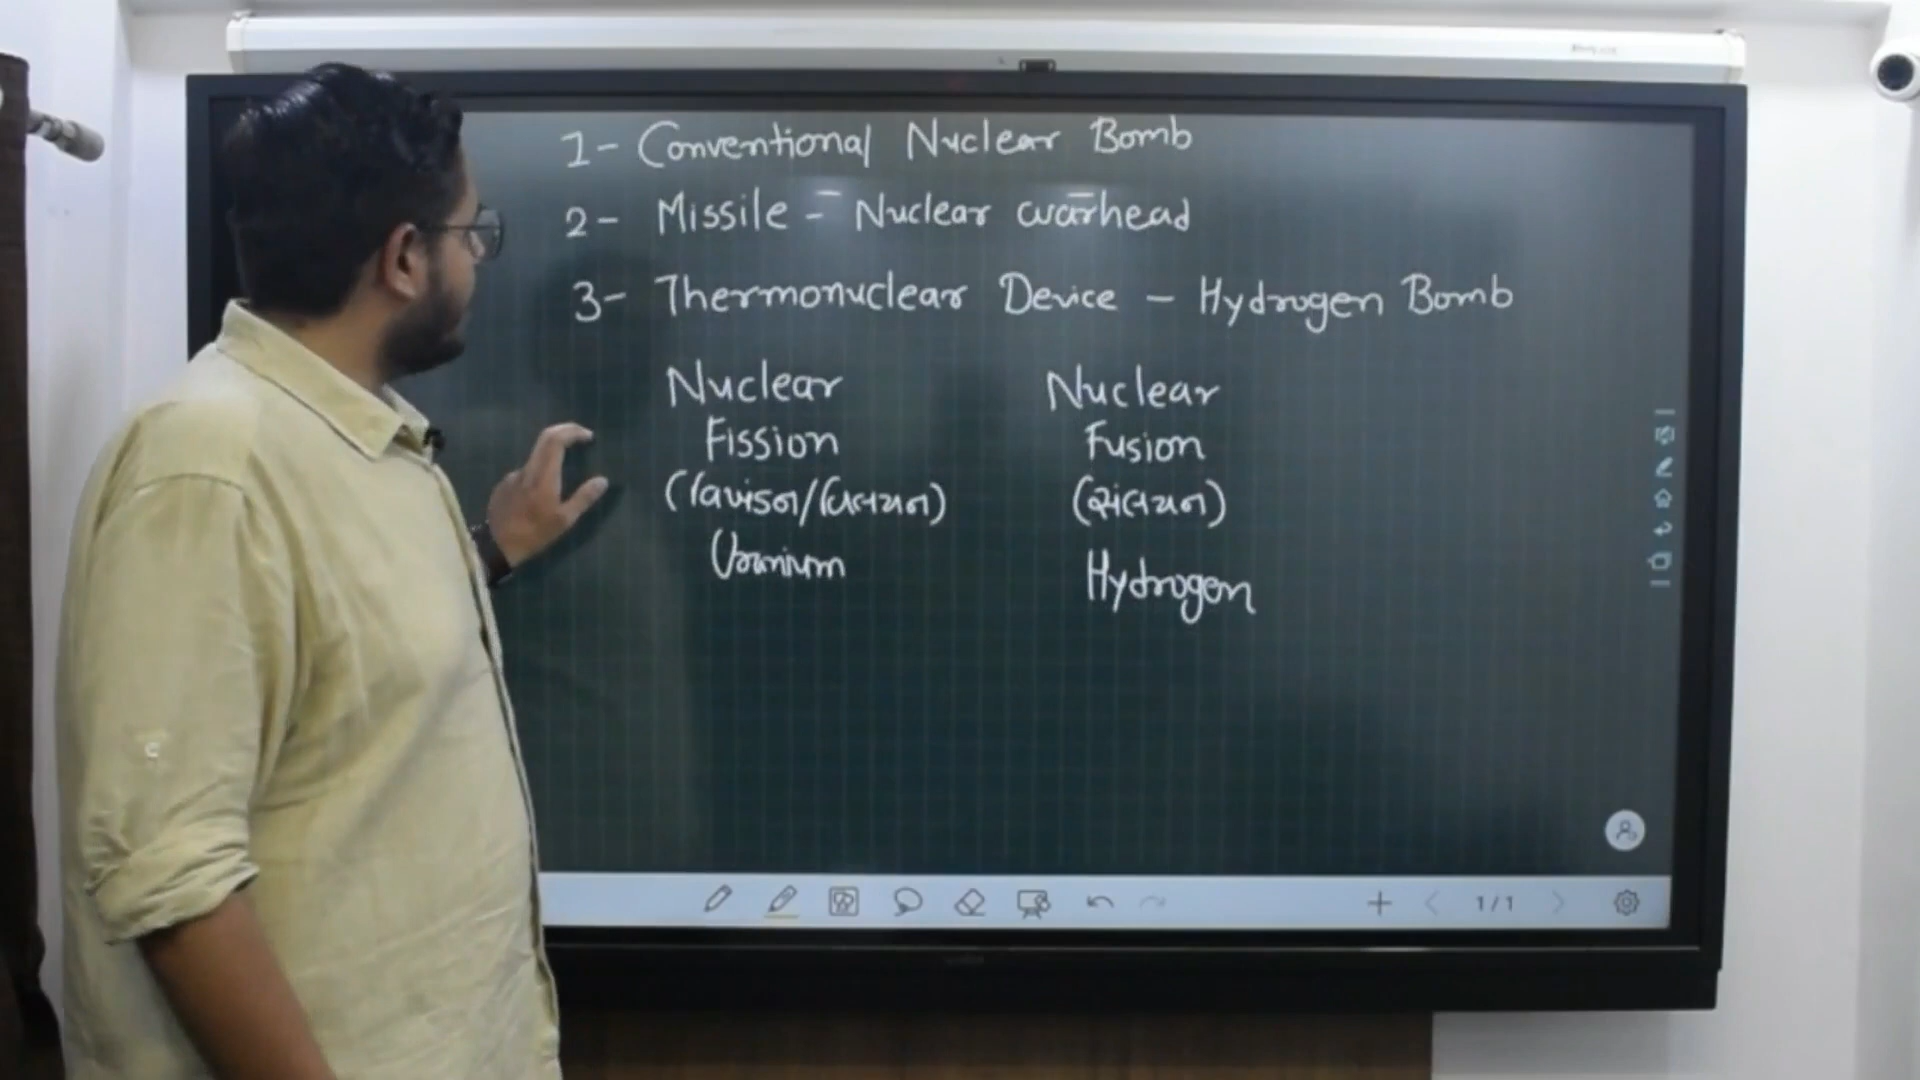 1- Conventional Nuclear Bomb
2- Missile - Nuclear warhead
3- Thermonuclear Device - Hydrogen Bomb
Nuclear Nuclear
Fission Fusion
(વિભાજન/વિખંડન) (સંલયન)
Uranium Hydrogen
1/1